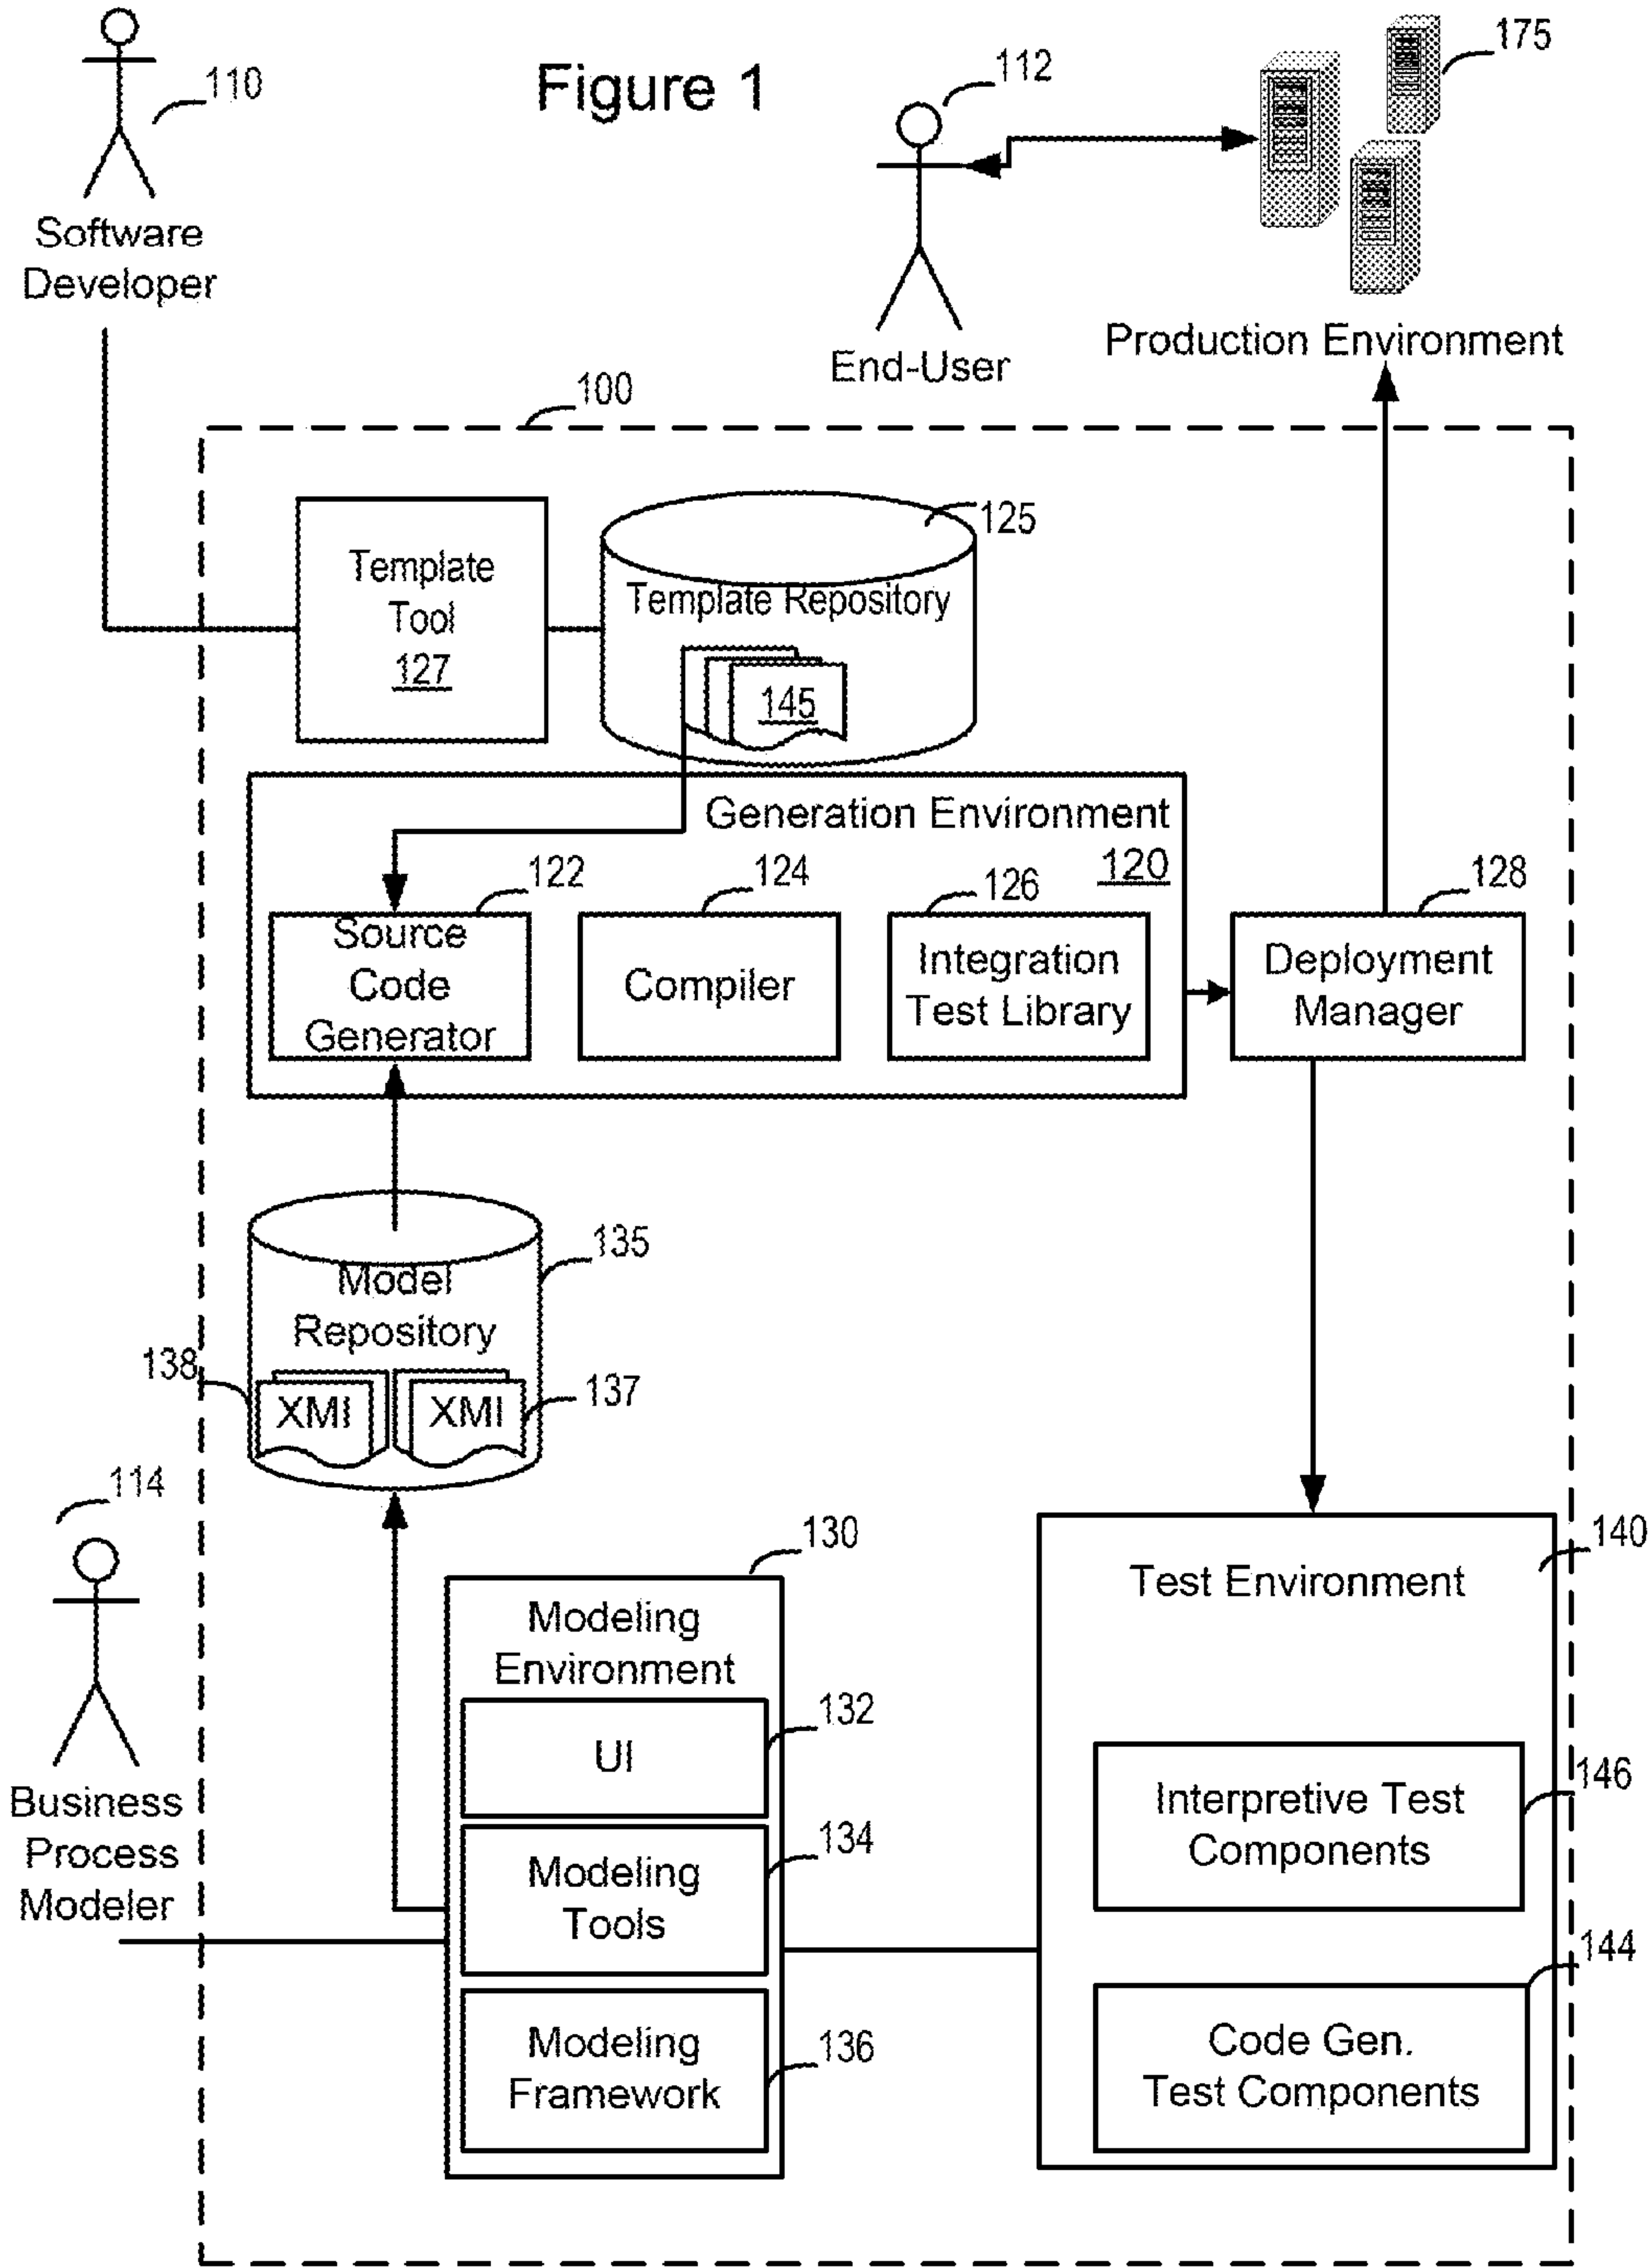 Figure 1
110
112
175
Software
Developer
End-User
Production Environment
100
Template
Tool
127
125
Template Repository
145
Generation Environment
120
122
124
126
128
Source
Code
Generator
Compiler
Integration
Test Library
Deployment
Manager
135
Model
Repository
138
XMI
XMI
137
114
Business
Process
Modeler
130
Modeling
Environment
132
UI
134
Modeling
Tools
136
Modeling
Framework
140
Test Environment
146
Interpretive Test
Components
144
Code Gen.
Test Components